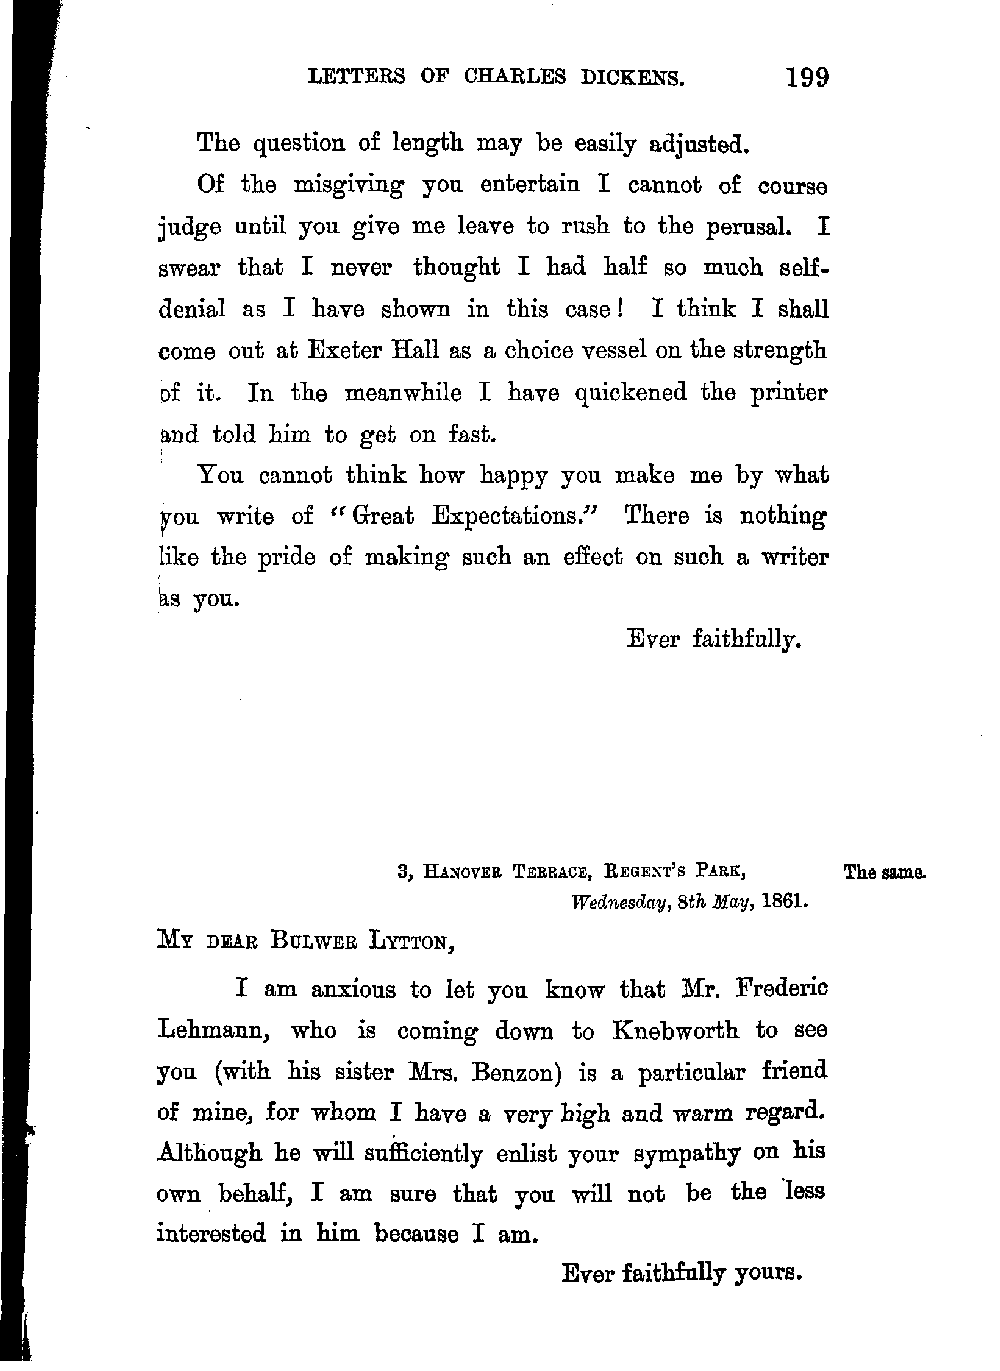 LETTERS OF CHARLES DICKENS. 199
The question of length may be easily adjusted.
Of the misgiving you entertain I cannot of course
judge until you give me leave to rush to the perusal. I
swear that I never thought I had half so much self-
denial as I have shown in this case! I think I shall
come out at Exeter Hall as a choice vessel on the strength
of it. In the meanwhile I have quickened the printer
and told him to get on fast.
You cannot think how happy you make me by what
you write of "Great Expectations." There is nothing
like the pride of making such an effect on such a writer
as you.
Ever faithfully.
3, HANOVER TERRACE, REGENT'S PARK, The same.
Wednesday, 8th May, 1861.
MY DEAR BULWER LYTTON,
I am anxious to let you know that Mr. Frederic
Lehmann, who is coming down to Knebworth to see
you (with his sister Mrs. Benzon) is a particular friend
of mine, for whom I have a very high and warm regard.
Although he will sufficiently enlist your sympathy on his
own behalf, I am sure that you will not be the less
interested in him because I am.
Ever faithfully yours.